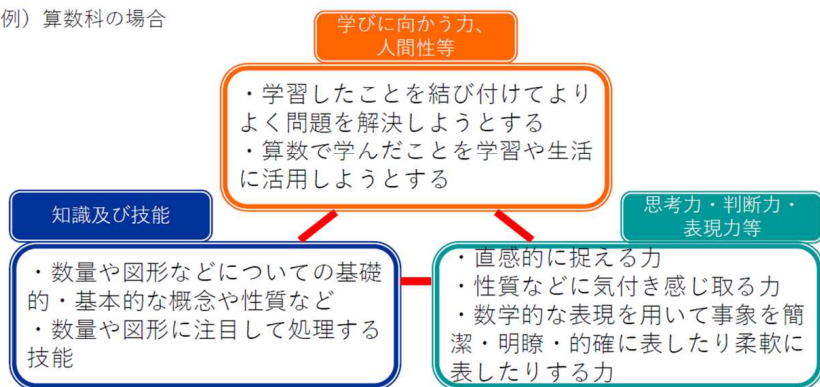 例）算数科の場合
学びに向かう力、
人間性等
・学習したことを結び付けてより
よく問題を解決しようとする
・算数で学んだことを学習や生活
に活用しようとする
知識及び技能
・数量や図形などについての基礎
的・基本的な概念や性質など
・数量や図形に注目して処理する
技能
思考力・判断力・
表現力等
・直感的に捉える力
・性質などに気付き感じ取る力
・数学的な表現を用いて事象を簡
潔・明瞭・的確に表したり柔軟に
表したりする力